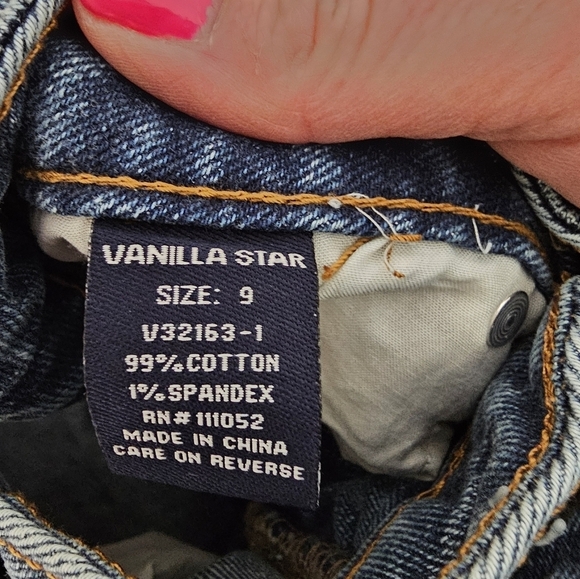 VANILLA STAR
SIZE: 9
V32163-1
99% COTTON
1% SPANDEX
RN# 111052
MADE IN CHINA
CARE ON REVERSE